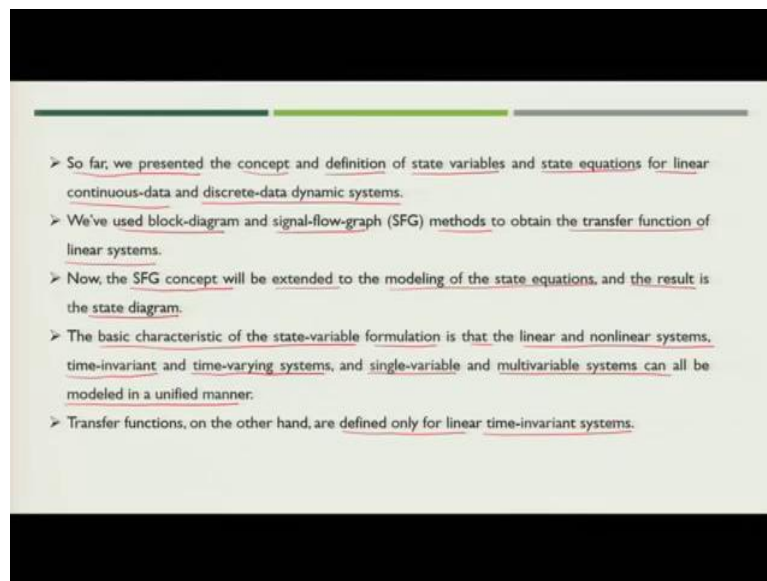 ➢ So far, we presented the concept and definition of state variables and state equations for linear
continuous-data and discrete-data dynamic systems.
➢ We've used block-diagram and signal-flow-graph (SFG) methods to obtain the transfer function of
linear systems.
➢ Now, the SFG concept will be extended to the modeling of the state equations, and the result is
the state diagram.
➢ The basic characteristic of the state-variable formulation is that the linear and nonlinear systems,
time-invariant and time-varying systems, and single-variable and multivariable systems can all be
modeled in a unified manner.
➢ Transfer functions, on the other hand, are defined only for linear time-invariant systems.